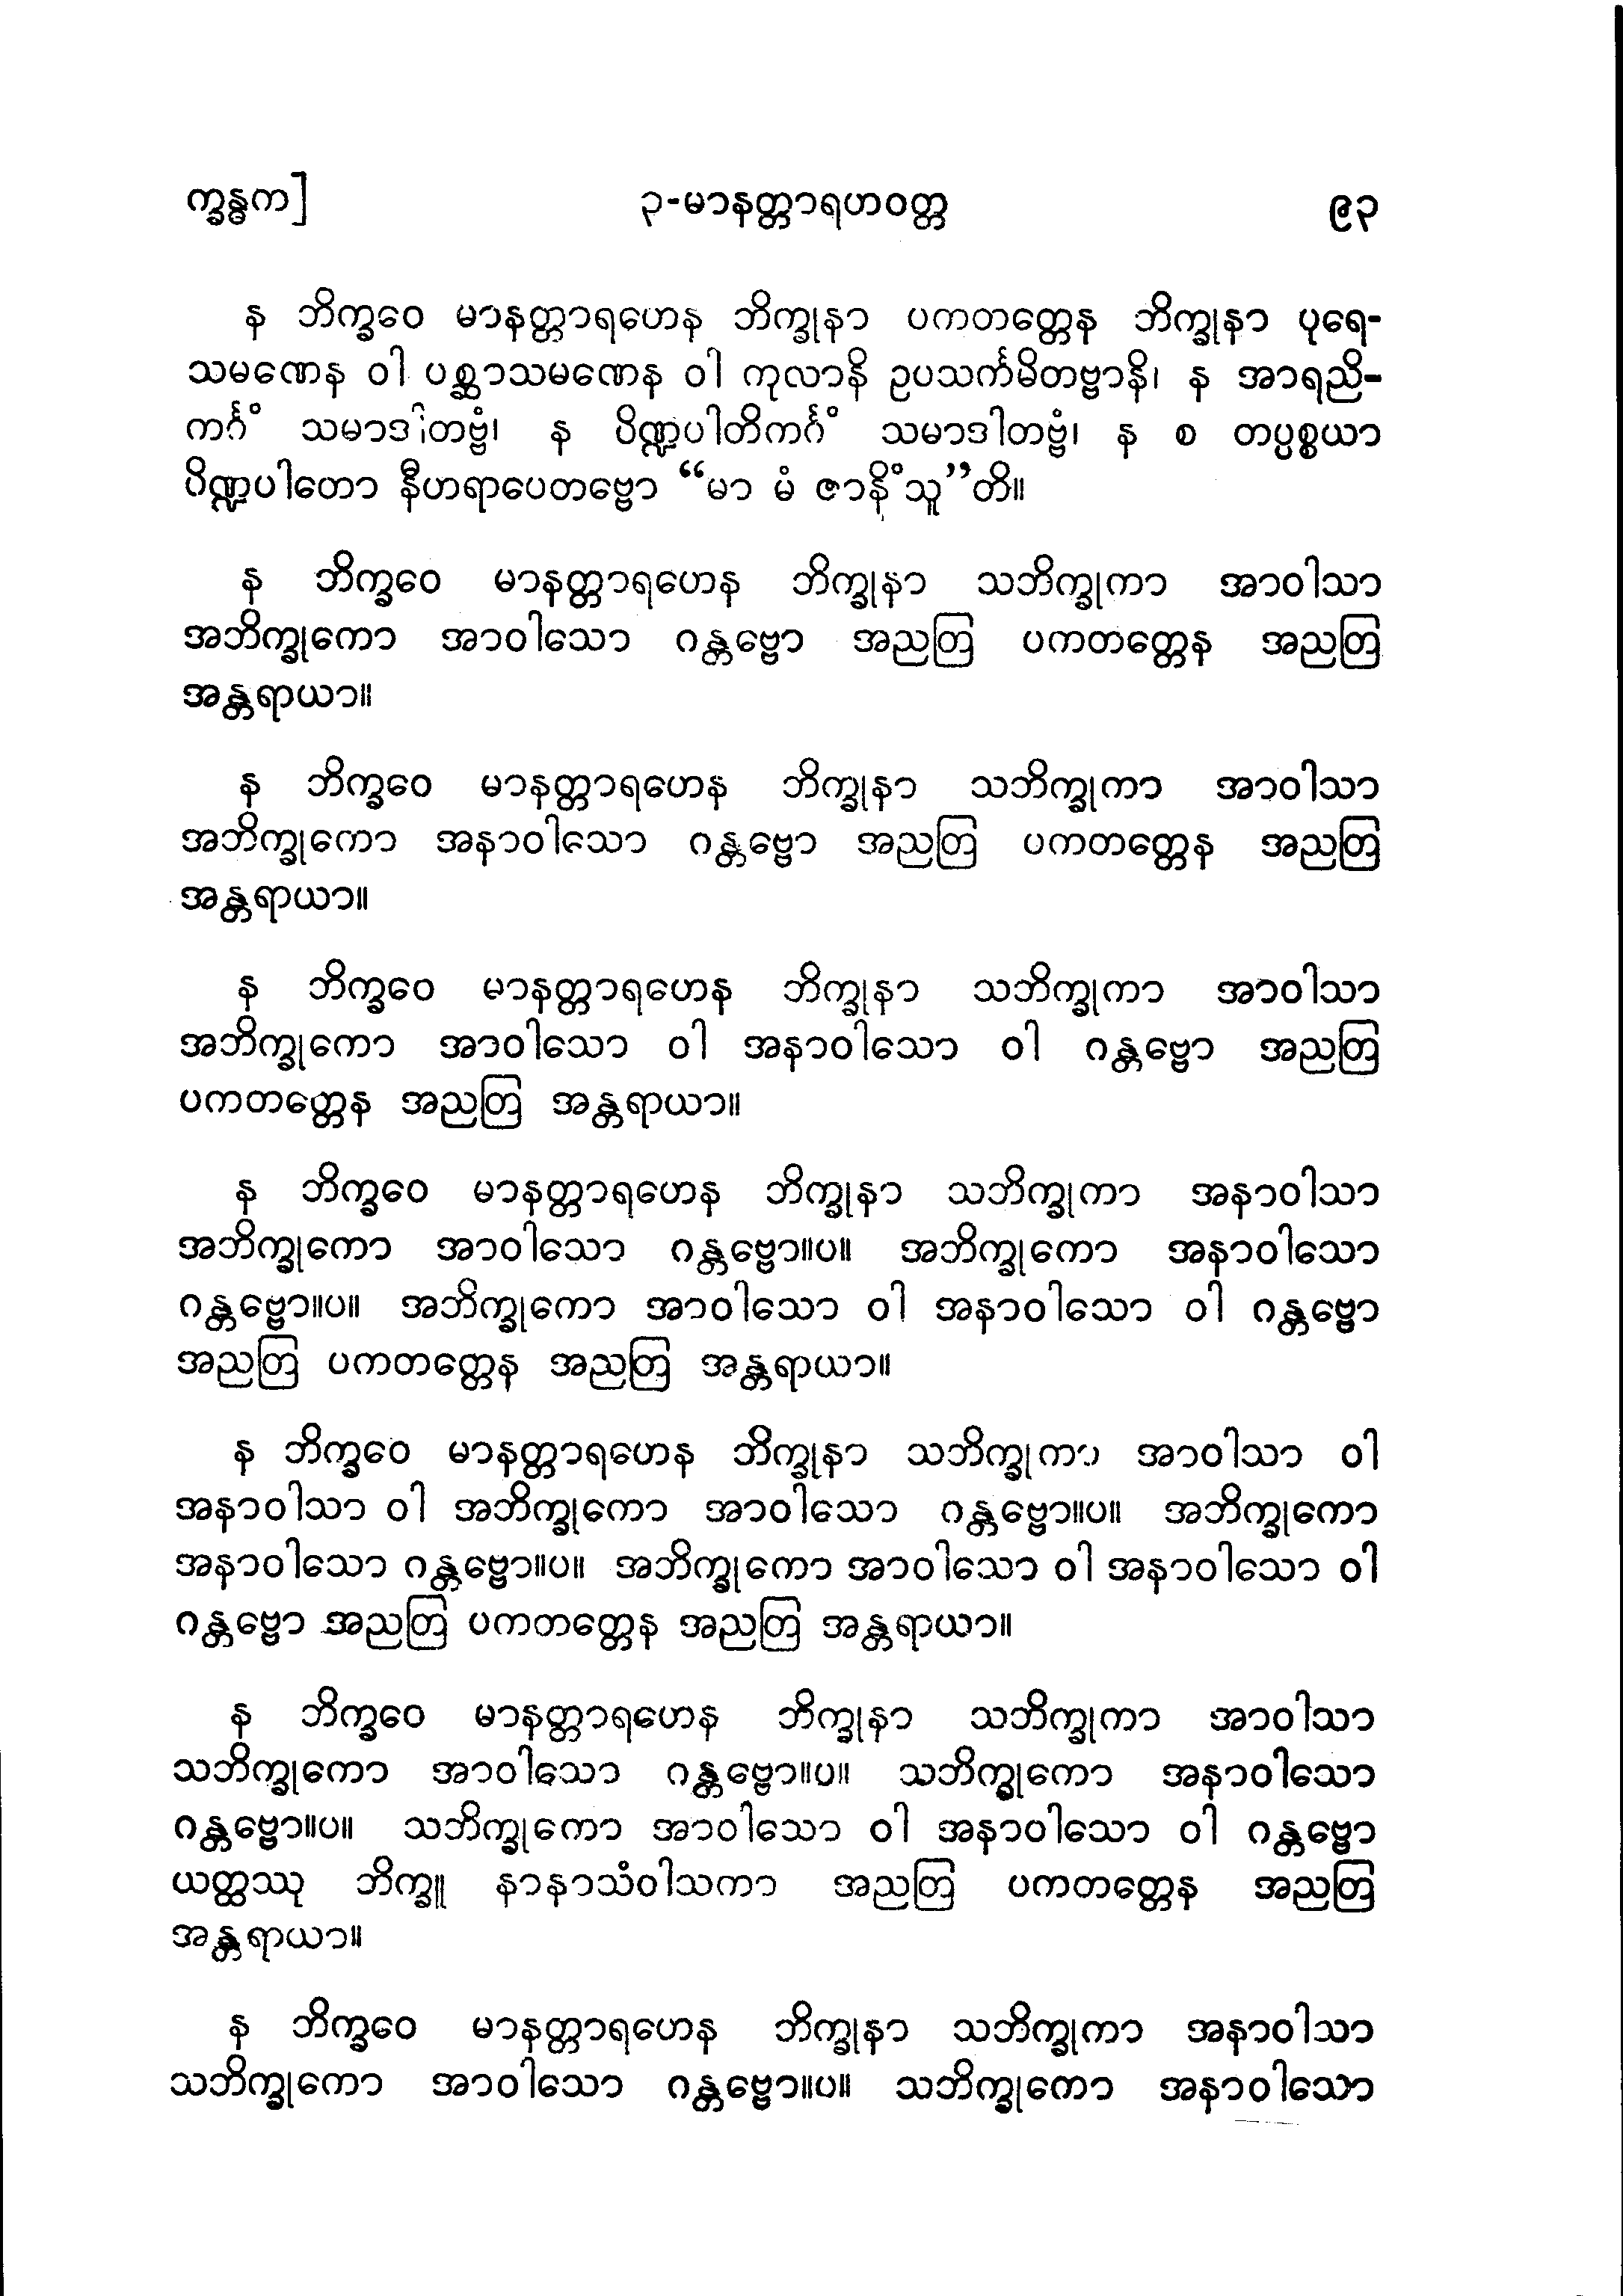 က္ခန္ဓက]
၃-မာနတ္တာရဟဝတ္တ
၉၃
န ဘိက္ခဝေ မာနတ္တာရဟေန ဘိက္ခုနာ ပကတတ္တေန ဘိက္ခုနာ ပုရေ-
သမဏေန ဝါ ပစ္ဆာသမဏေန ဝါ ကုလာနိ ဥပသင်္ကမိတဗ္ဗာနိ၊ န အာရညိ-
ကင်္ဂံ သမာဒါတဗ္ဗံ၊ န ပိဏ္ဍပါတိကင်္ဂံ သမာဒါတဗ္ဗံ၊ န စ တပ္ပစ္စယာ
ပိဏ္ဍပါတော နီဟရာပေတဗ္ဗော “မာ မံ ဇာနိံသူ”တိ။
န ဘိက္ခဝေ မာနတ္တာရဟေန ဘိက္ခုနာ သဘိက္ခုကာ အာဝါသာ
အဘိက္ခုကော အာဝါသော ဂန္တဗ္ဗော အညတြ ပကတတ္တေန အညတြ
အန္တရာယာ။
န ဘိက္ခဝေ မာနတ္တာရဟေန ဘိက္ခုနာ သဘိက္ခုကာ အာဝါသာ
အဘိက္ခုကော အနာဝါသော ဂန္တဗ္ဗော အညတြ ပကတတ္တေန အညတြ
အန္တရာယာ။
န ဘိက္ခဝေ မာနတ္တာရဟေန ဘိက္ခုနာ သဘိက္ခုကာ အာဝါသာ
အဘိက္ခုကော အာဝါသော ဝါ အနာဝါသော ဝါ ဂန္တဗ္ဗော အညတြ
ပကတတ္တေန အညတြ အန္တရာယာ။
န ဘိက္ခဝေ မာနတ္တာရဟေန ဘိက္ခုနာ သဘိက္ခုကာ အနာဝါသာ
အဘိက္ခုကော အာဝါသော ဂန္တဗ္ဗော။ပ။ အဘိက္ခုကော အနာဝါသော
ဂန္တဗ္ဗော။ပ။ အဘိက္ခုကော အာဝါသော ဝါ အနာဝါသော ဝါ ဂန္တဗ္ဗော
အညတြ ပကတတ္တေန အညတြ အန္တရာယာ။
န ဘိက္ခဝေ မာနတ္တာရဟေန ဘိက္ခုနာ သဘိက္ခုကာ အာဝါသာ ဝါ
အနာဝါသာ ဝါ အဘိက္ခုကော အာဝါသော ဂန္တဗ္ဗော။ပ။ အဘိက္ခုကော
အနာဝါသော ဂန္တဗ္ဗော။ပ။ အဘိက္ခုကော အာဝါသော ဝါ အနာဝါသော ဝါ
ဂန္တဗ္ဗော အညတြ ပကတတ္တေန အညတြ အန္တရာယာ။
န ဘိက္ခဝေ မာနတ္တာရဟေန ဘိက္ခုနာ သဘိက္ခုကာ အာဝါသာ
သဘိက္ခုကော အာဝါသော ဂန္တဗ္ဗော။ပ။ သဘိက္ခုကော အနာဝါသော
ဂန္တဗ္ဗော။ပ။ သဘိက္ခုကော အာဝါသော ဝါ အနာဝါသော ဝါ ဂန္တဗ္ဗော
ယတ္ထဿု ဘိက္ခူ နာနာသံဝါသကာ အညတြ ပကတတ္တေန အညတြ
အန္တရာယာ။
န ဘိက္ခဝေ မာနတ္တာရဟေန ဘိက္ခုနာ သဘိက္ခုကာ အနာဝါသာ
သဘိက္ခုကော အာဝါသော ဂန္တဗ္ဗော။ပ။ သဘိက္ခုကော အနာဝါသော